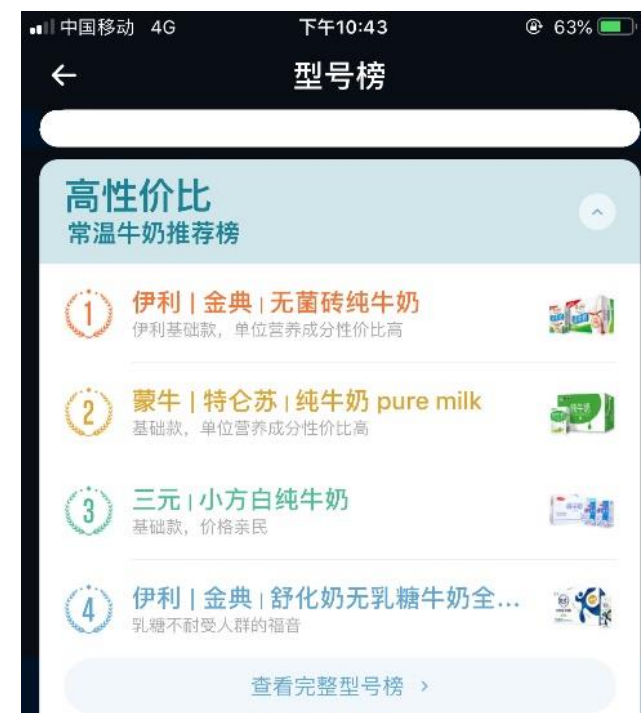 中国移动 4G 下午10:43 63%
型号榜
高性价比
常温牛奶推荐榜
1 伊利 | 金典 | 无菌砖纯牛奶
伊利基础款，单位营养成分性价比高
2 蒙牛 | 特仑苏 | 纯牛奶 pure milk
基础款，单位营养成分性价比高
3 三元 | 小方白纯牛奶
基础款，价格亲民
4 伊利 | 金典 | 舒化奶无乳糖牛奶全...
乳糖不耐受人群的福音
查看完整型号榜 >